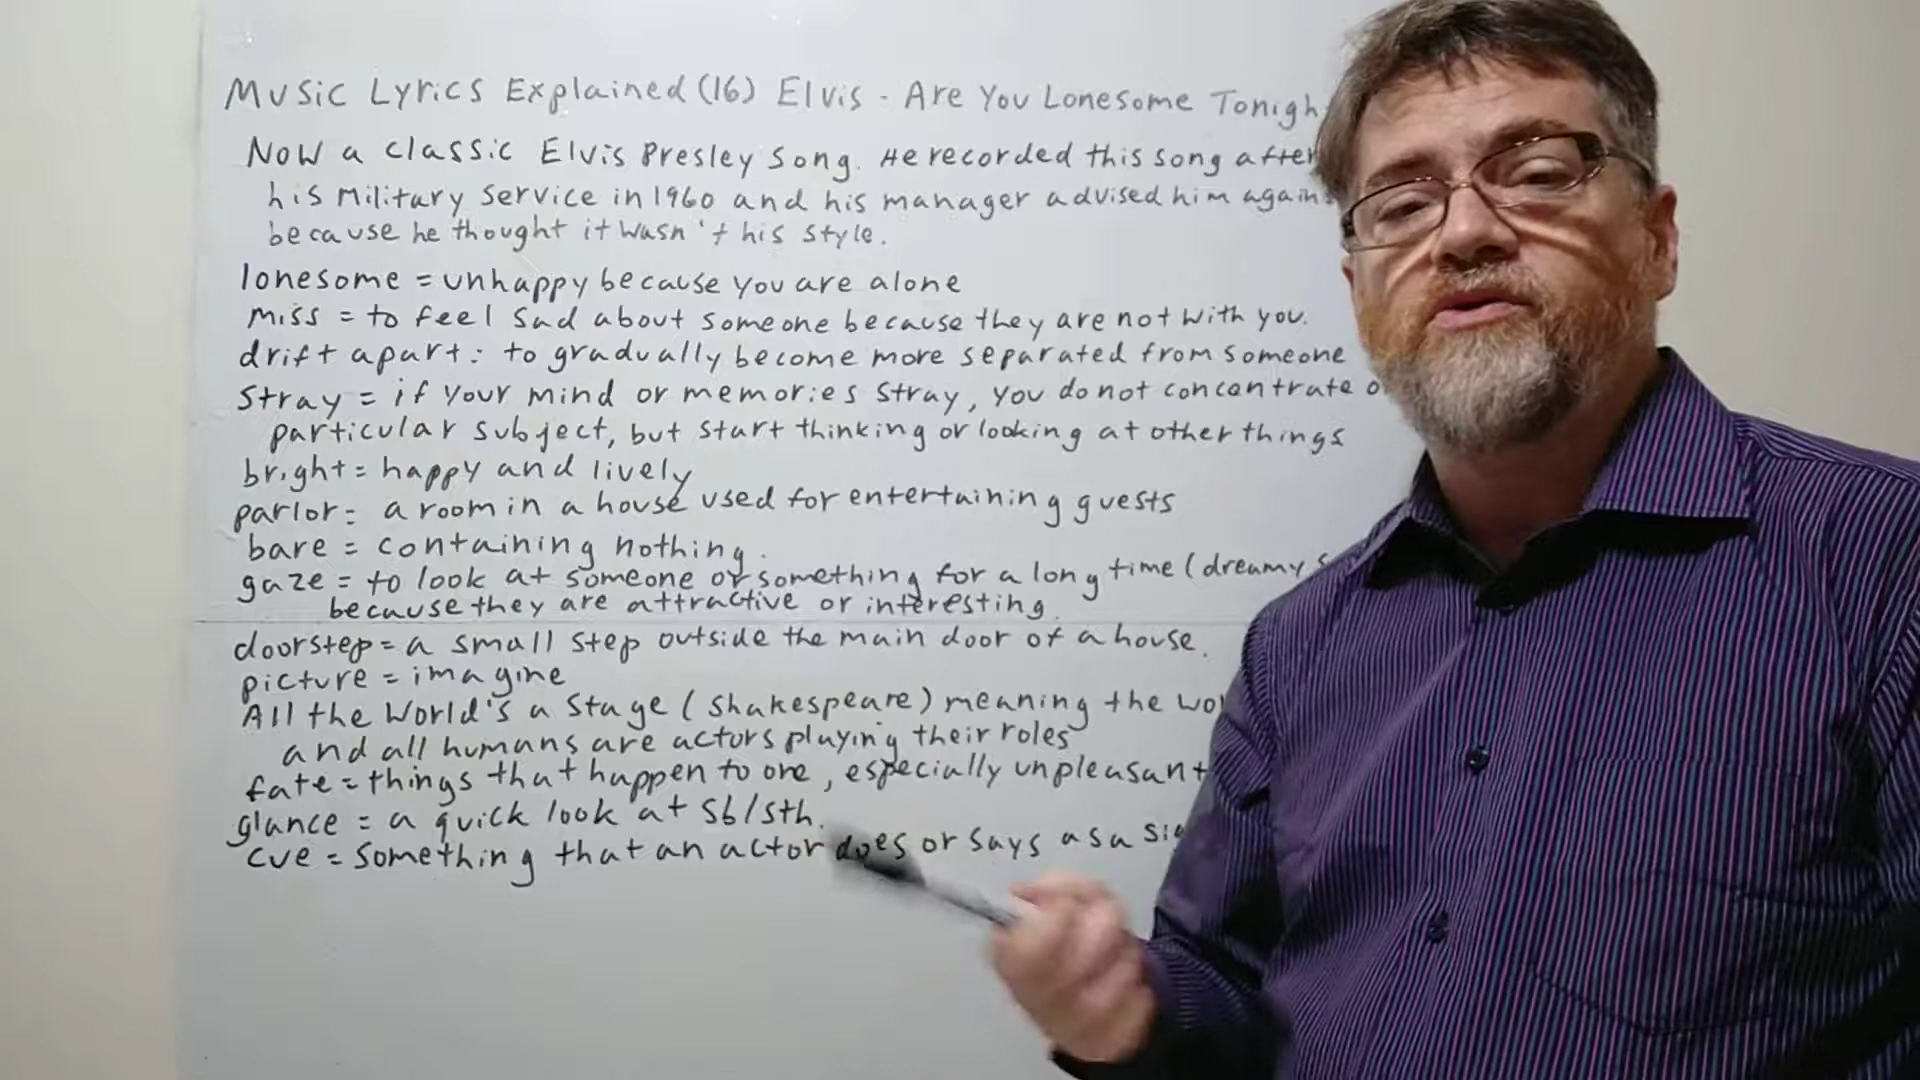 Music Lyrics Explained (16) Elvis - Are You Lonesome Tonigh
Now a classic Elvis Presley song. He recorded this song after
his military service in 1960 and his manager advised him again
because he thought it wasn't his style.
lonesome = unhappy because you are alone
miss = to feel sad about someone because they are not with you.
drift apart: to gradually become more separated from someone
stray = if your mind or memories stray, you do not concentrate o
particular subject, but start thinking or looking at other things
bright = happy and lively
parlor = a room in a house used for entertaining guests
bare = containing nothing.
gaze = to look at someone or something for a long time (dreamy
because they are attractive or interesting.
doorstep = a small step outside the main door of a house.
picture = imagine
All the World's a Stage (Shakespeare) meaning the wo
and all humans are actors playing their roles
fate = things that happen to one, especially unpleasant
glance = a quick look at sb/sth.
cue = something that an actor does or says as a si